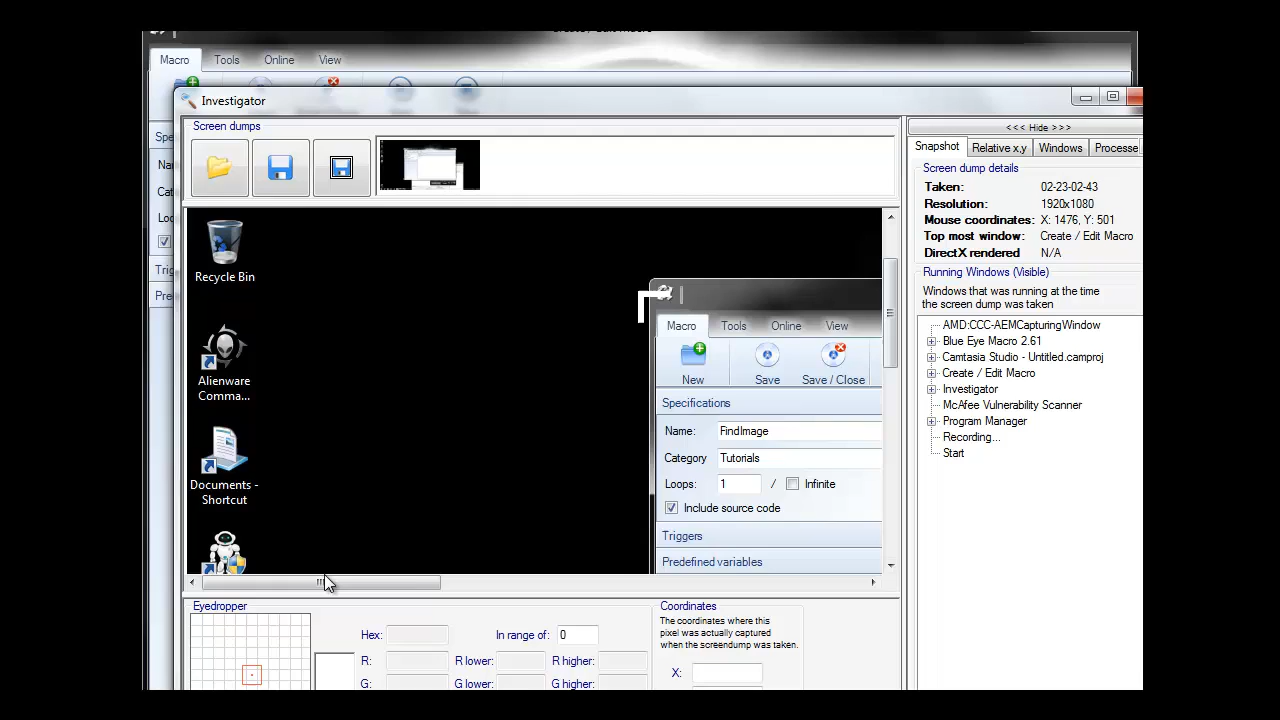 Macro Tools Online View
Investigator
Screen dumps
<<< Hide >>>
Snapshot Relative x,y Windows Processe
Screen dump details
Taken: 02-23-02-43
Resolution: 1920x1080
Mouse coordinates: X: 1476, Y: 501
Top most window: Create / Edit Macro
DirectX rendered N/A
Running Windows (Visible)
Windows that was running at the time
the screen dump was taken
AMD:CCC-AEMCapturingWindow
Blue Eye Macro 2.61
Camtasia Studio - Untitled.camproj
Create / Edit Macro
Investigator
McAfee Vulnerability Scanner
Program Manager
Recording...
Start
Spe
Na
Cat
Loo
Trig
Pre
Recycle Bin
Alienware
Comma...
Documents -
Shortcut
Macro Tools Online View
New Save Save / Close
Specifications
Name: FindImage
Category Tutorials
Loops: 1 / Infinite
Include source code
Triggers
Predefined variables
Eyedropper
Hex: In range of: 0
R: R lower: R higher:
G: G lower: G higher:
Coordinates
The coordinates where this
pixel was actually captured
when the screendump was taken.
X: